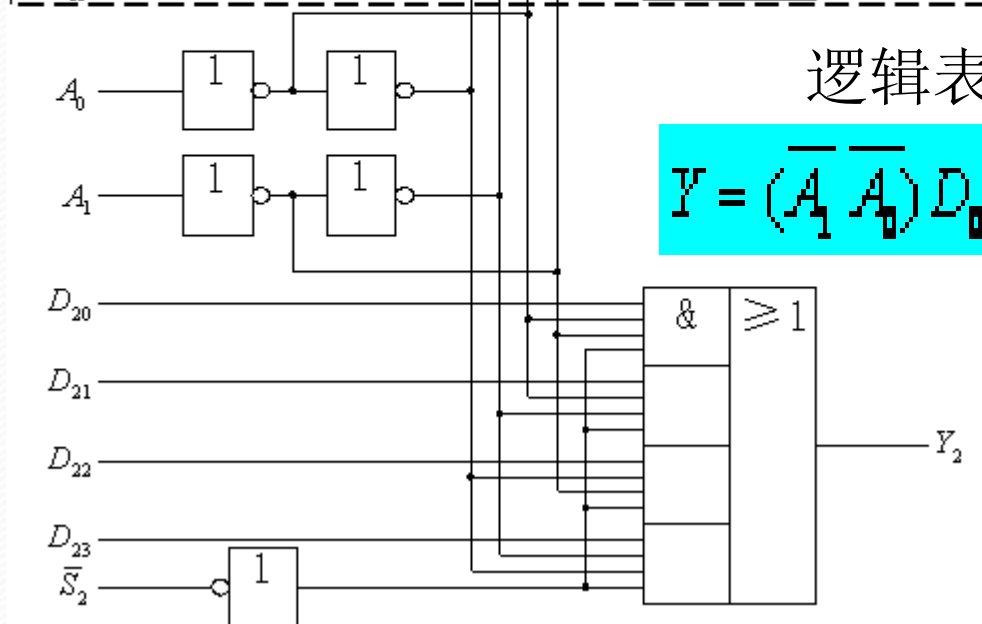 1
1
A₀
逻辑表
1
1
A₁
Y = (A̅₁ A̅₀) D₀
D₂₀
&
≥ 1
D₂₁
D₂₂
Y₂
D₂₃
1
S̅₂